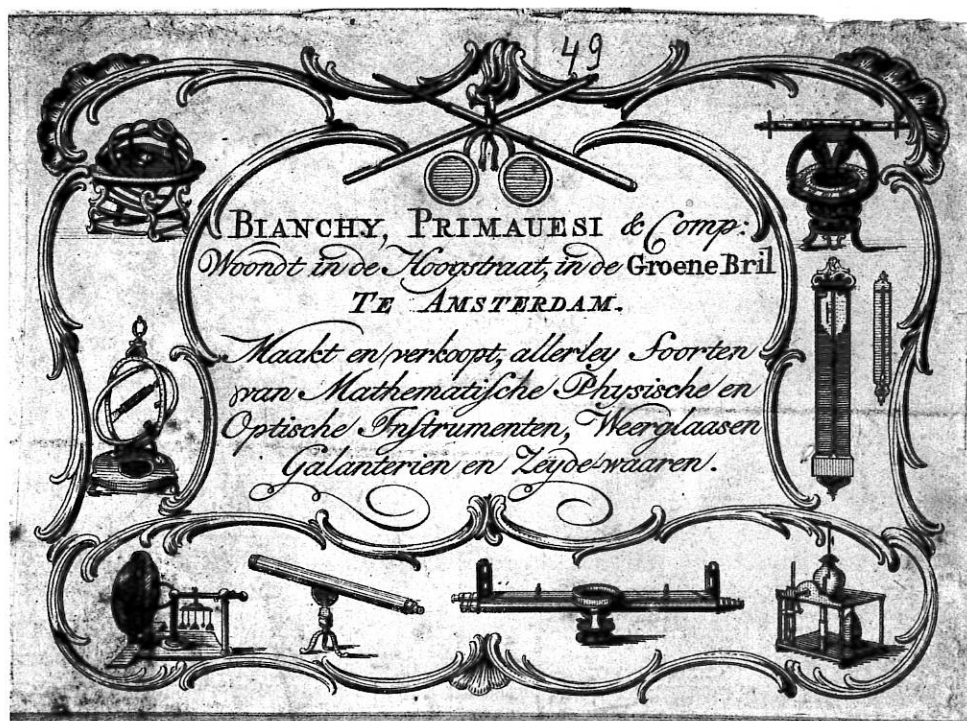 49
BIANCHY, PRIMAUESI & Comp:
Woondt in de Hoogstraat, in de Groene Bril
TE AMSTERDAM.
Maakt en verkoopt, allerley Soorten
van Mathematiſche Physische en
Optische Inſtrumenten, Weerglaasen
Galanterien en Zeyde-waaren.